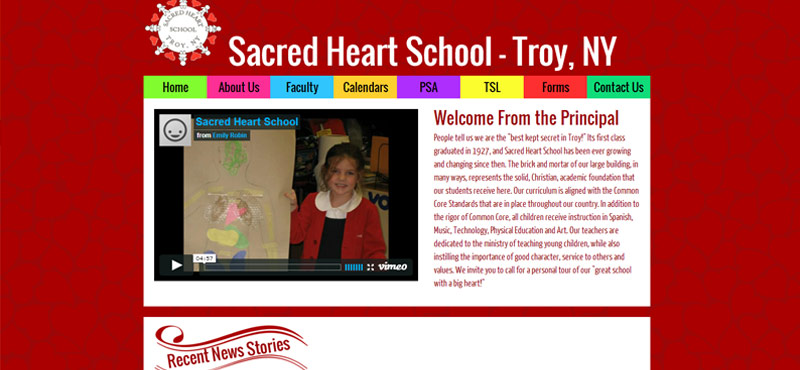 SACRED HEART
SCHOOL
TROY, NY
Sacred Heart School - Troy, NY
Home About Us Faculty Calendars PSA TSL Forms Contact Us
Sacred Heart School
from Emily Robin
04:57
vimeo
Welcome From the Principal
People tell us we are the "best kept secret in Troy!" Its first class
graduated in 1927, and Sacred Heart School has been ever growing
and changing since then. The brick and mortar of our large building, in
many ways, represents the solid, Christian, academic foundation that
our students receive here. Our curriculum is aligned with the Common
Core Standards that are in place throughout our country. In addition to
the rigor of Common Core, all children receive instruction in Spanish,
Music, Technology, Physical Education and Art. Our teachers are
dedicated to the ministry of teaching young children, while also
instilling the importance of good character, service to others and
values. We invite you to call for a personal tour of our "great school
with a big heart!"
Recent News Stories